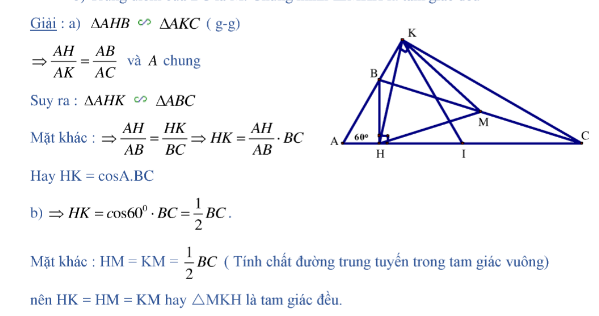 Giải : a) ΔAHB ∽ ΔAKC ( g-g)
⇒ AH/AK = AB/AC và A chung
Suy ra : ΔAHK ∽ ΔABC
Mặt khác : ⇒ AH/AB = HK/BC ⇒ HK = AH/AB · BC
Hay HK = cosA.BC
b) ⇒ HK = cos60⁰ · BC = 1/2 BC .
Mặt khác : HM = KM = 1/2 BC ( Tính chất đường trung tuyến trong tam giác vuông)
nên HK = HM = KM hay △MKH là tam giác đều.
K
B
M
A 60⁰ C
H I